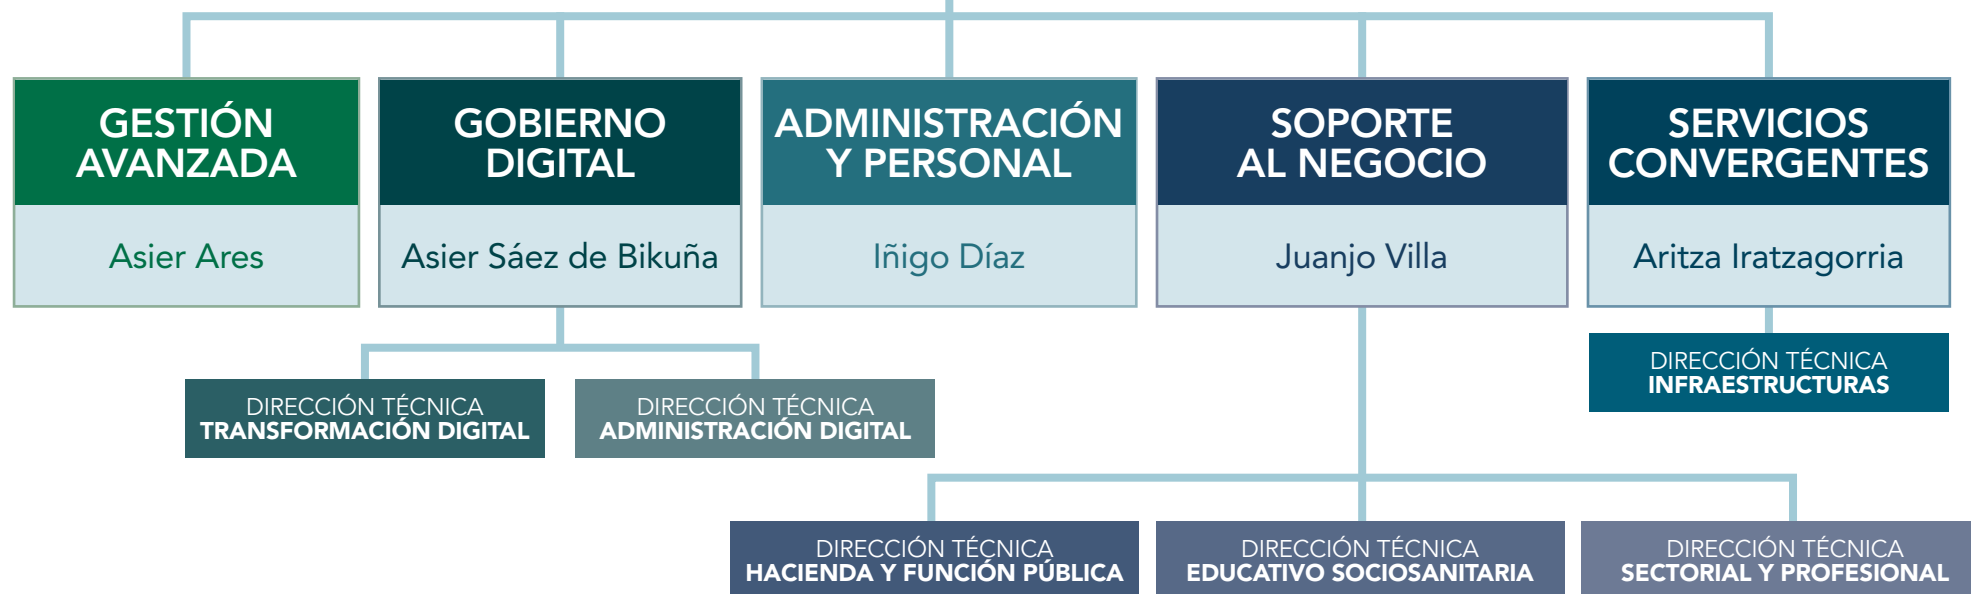 GESTIÓN
AVANZADA
Asier Ares
GOBIERNO
DIGITAL
Asier Sáez de Bikuña
ADMINISTRACIÓN
Y PERSONAL
Iñigo Díaz
SOPORTE
AL NEGOCIO
Juanjo Villa
SERVICIOS
CONVERGENTES
Aritza Iratzagorria
DIRECCIÓN TÉCNICA
INFRAESTRUCTURAS
DIRECCIÓN TÉCNICA
TRANSFORMACIÓN DIGITAL
DIRECCIÓN TÉCNICA
ADMINISTRACIÓN DIGITAL
DIRECCIÓN TÉCNICA
HACIENDA Y FUNCIÓN PÚBLICA
DIRECCIÓN TÉCNICA
EDUCATIVO SOCIOSANITARIA
DIRECCIÓN TÉCNICA
SECTORIAL Y PROFESIONAL